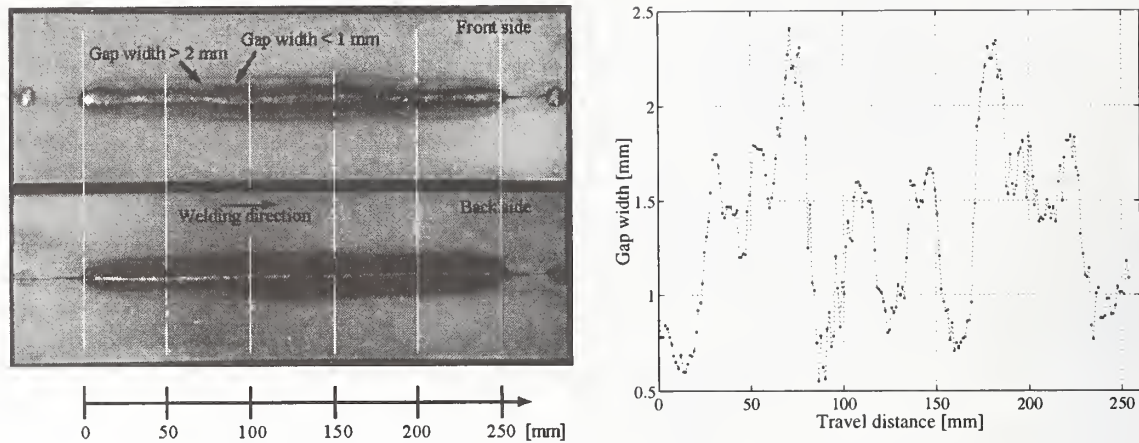 Front side
Gap width > 2 mm
Gap width < 1 mm
Welding direction
Back side
0 50 100 150 200 250 [mm]
Gap width [mm]
2.5
2
1.5
1
0.5
0 50 100 150 200 250
Travel distance [mm]